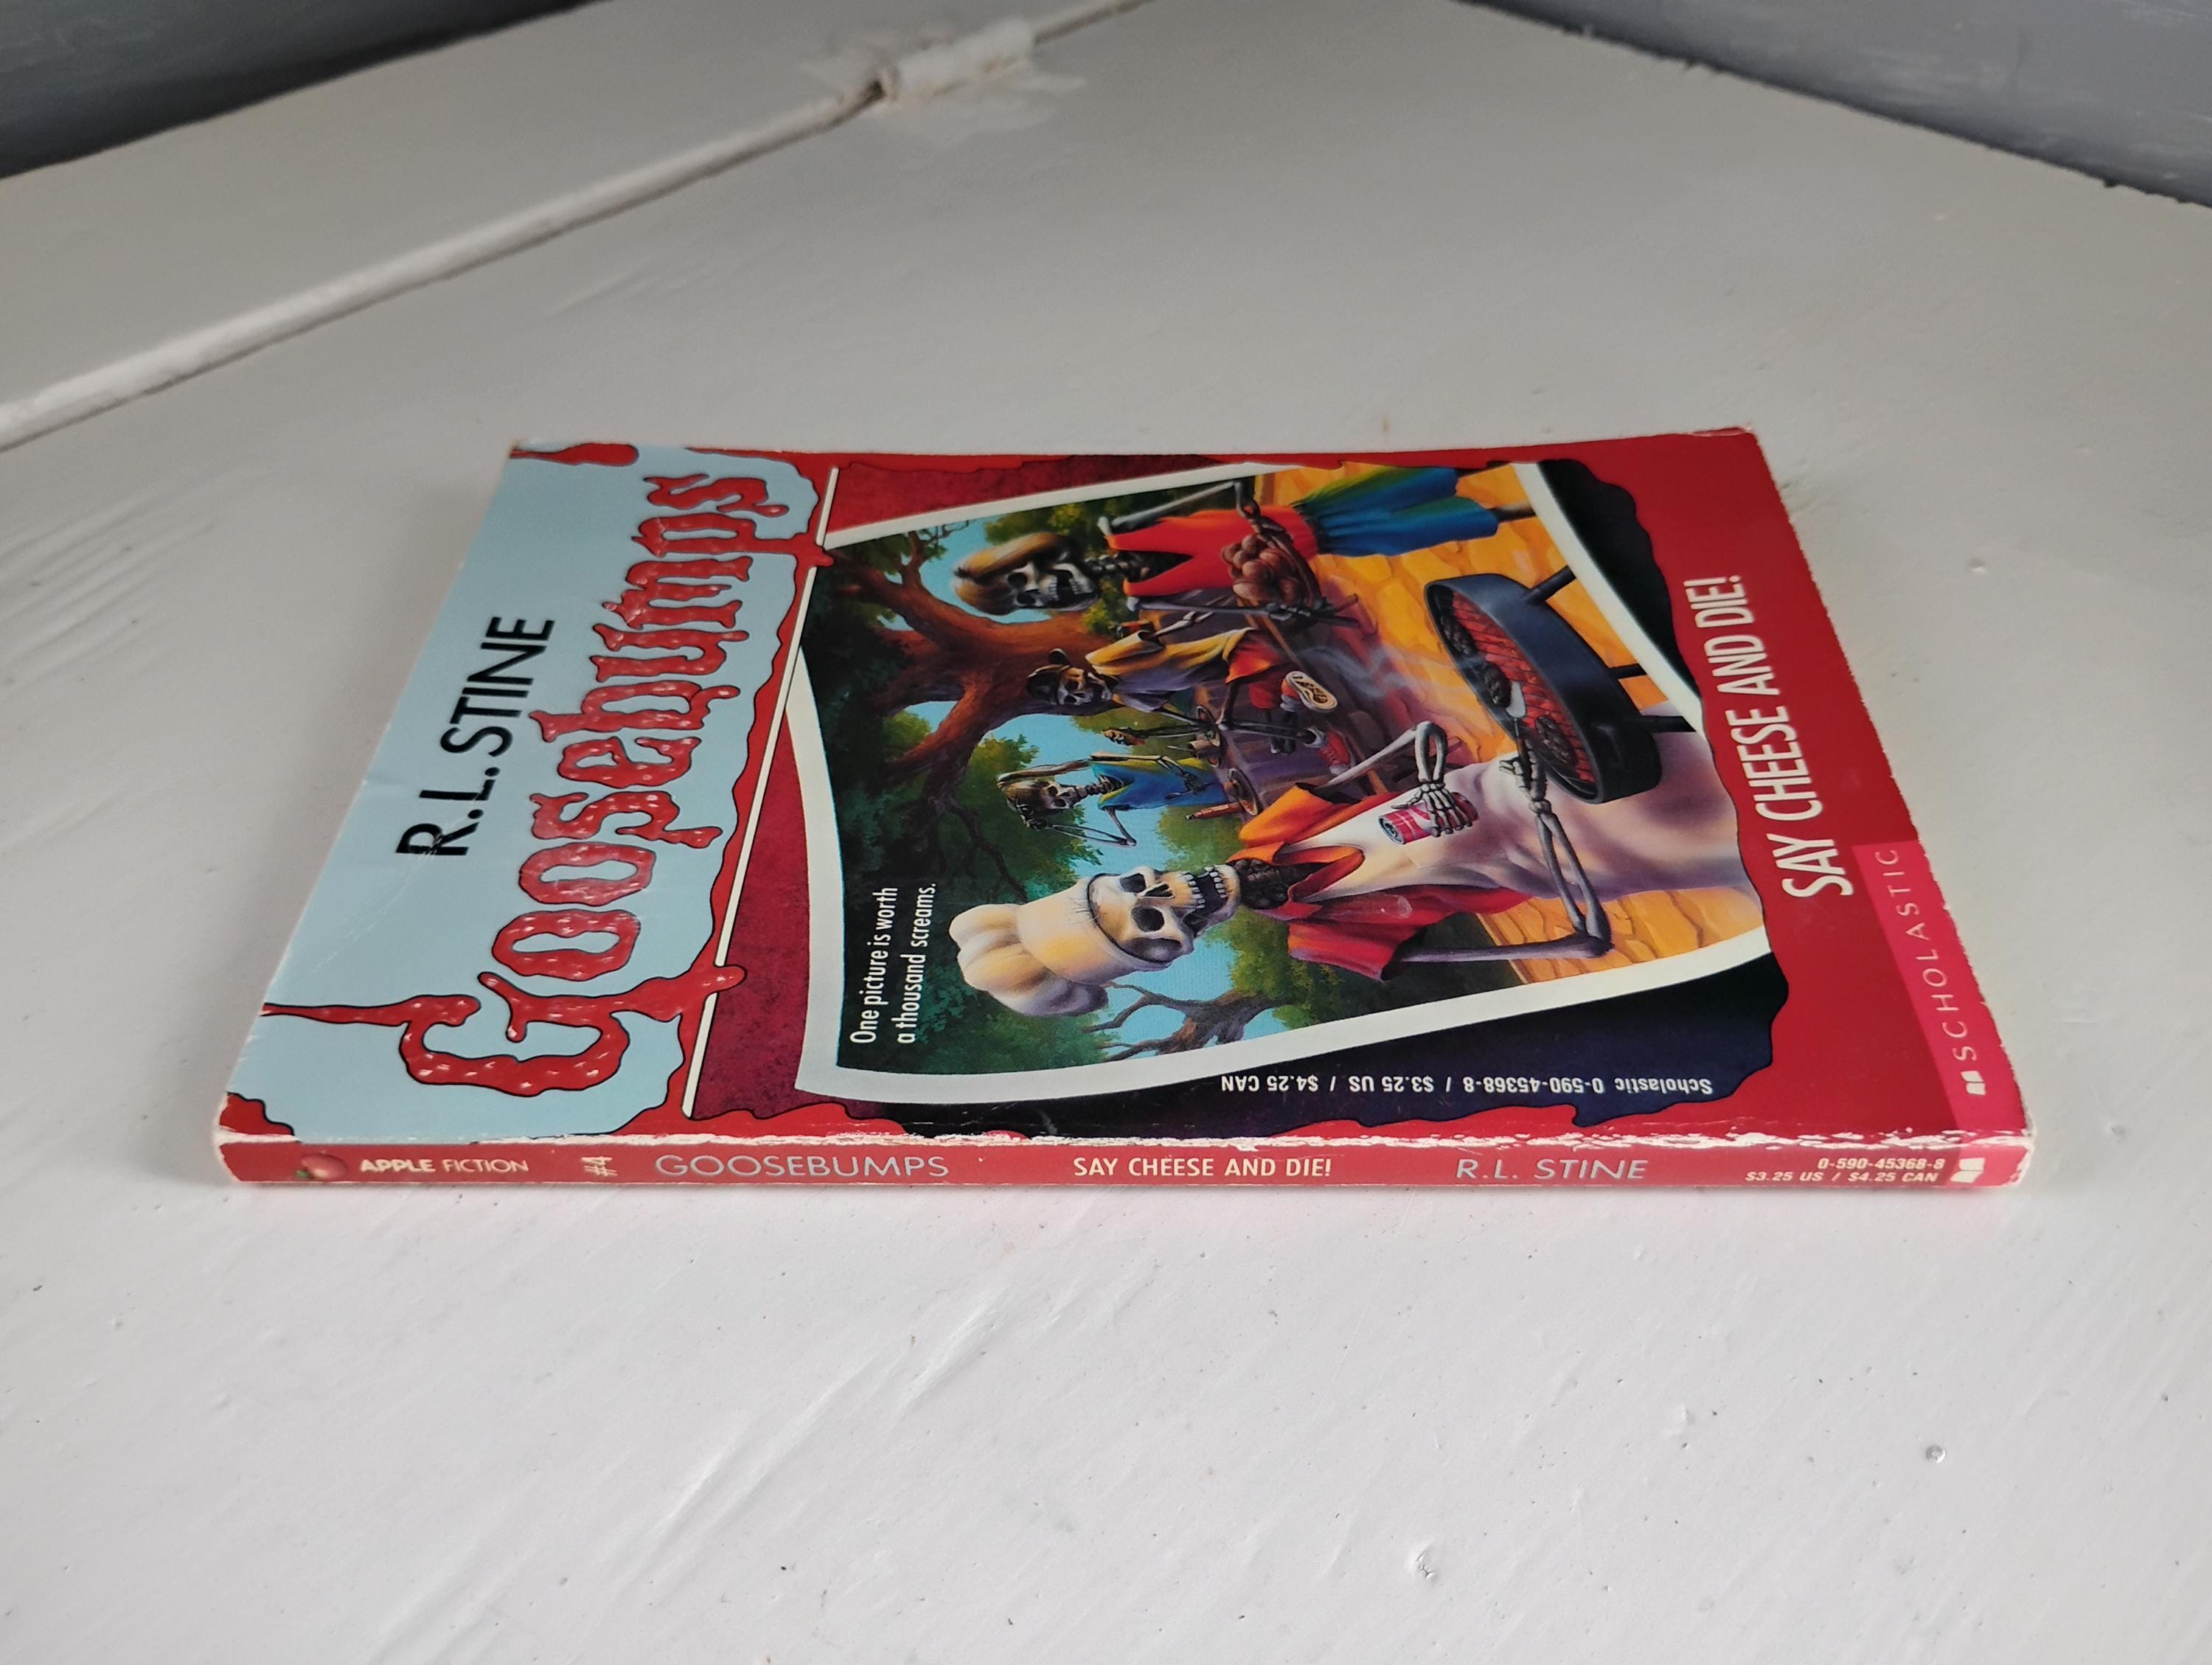 R.L. STINE
Goosebumps
One picture is worth
a thousand screams.
Scholastic 0-590-45368-8 / $3.25 US / $4.25 CAN
SAY CHEESE AND DIE!
SCHOLASTIC
APPLE FICTION #4 GOOSEBUMPS SAY CHEESE AND DIE! R.L. STINE
0-590-45368-8
$3.25 US / $4.25 CAN